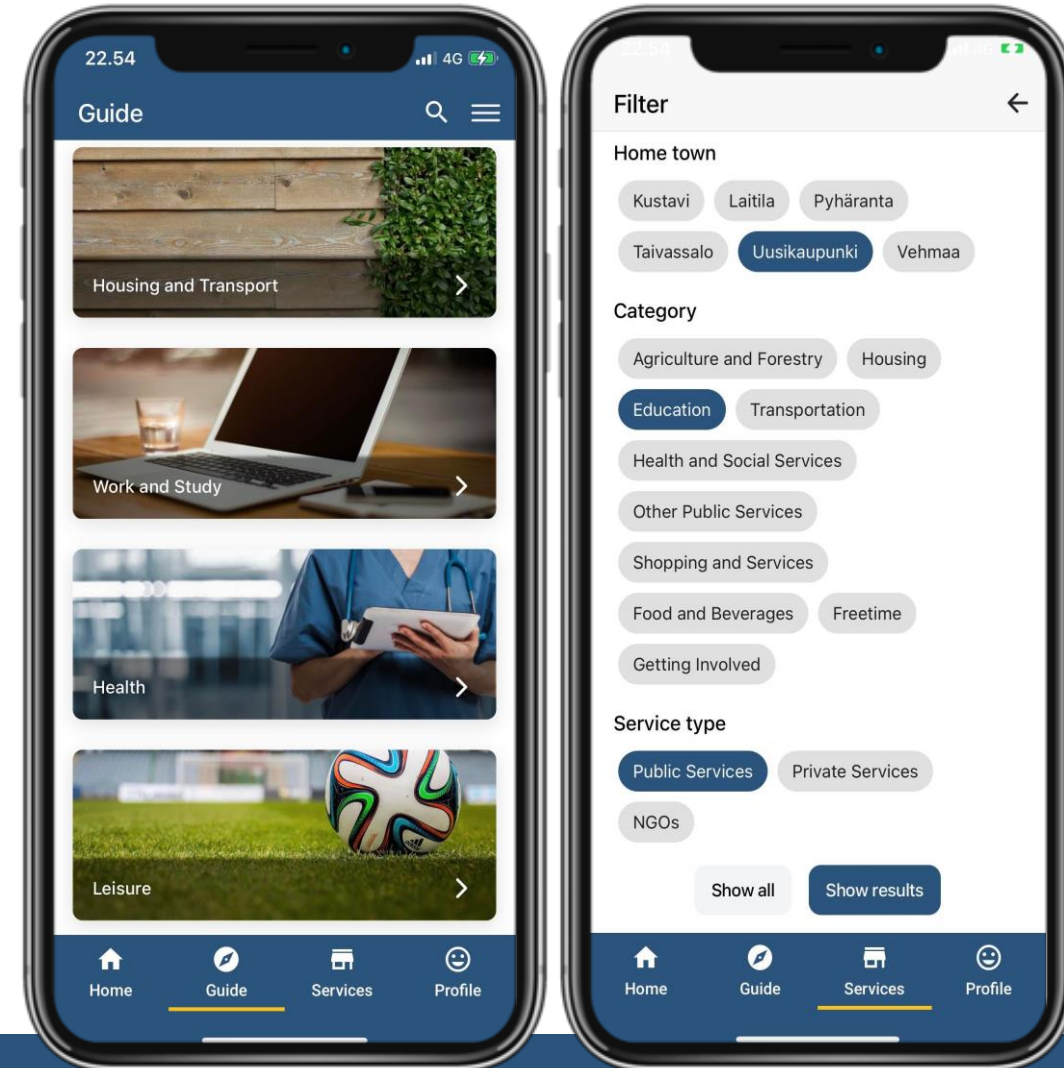 22.54
4G
Guide
Housing and Transport
Work and Study
Health
Leisure
Home Guide Services Profile
22.54
4G
Filter
Home town
Kustavi Laitila Pyhäranta
Taivassalo Uusikaupunki Vehmaa
Category
Agriculture and Forestry Housing
Education Transportation
Health and Social Services
Other Public Services
Shopping and Services
Food and Beverages Freetime
Getting Involved
Service type
Public Services Private Services
NGOs
Show all Show results
Home Guide Services Profile